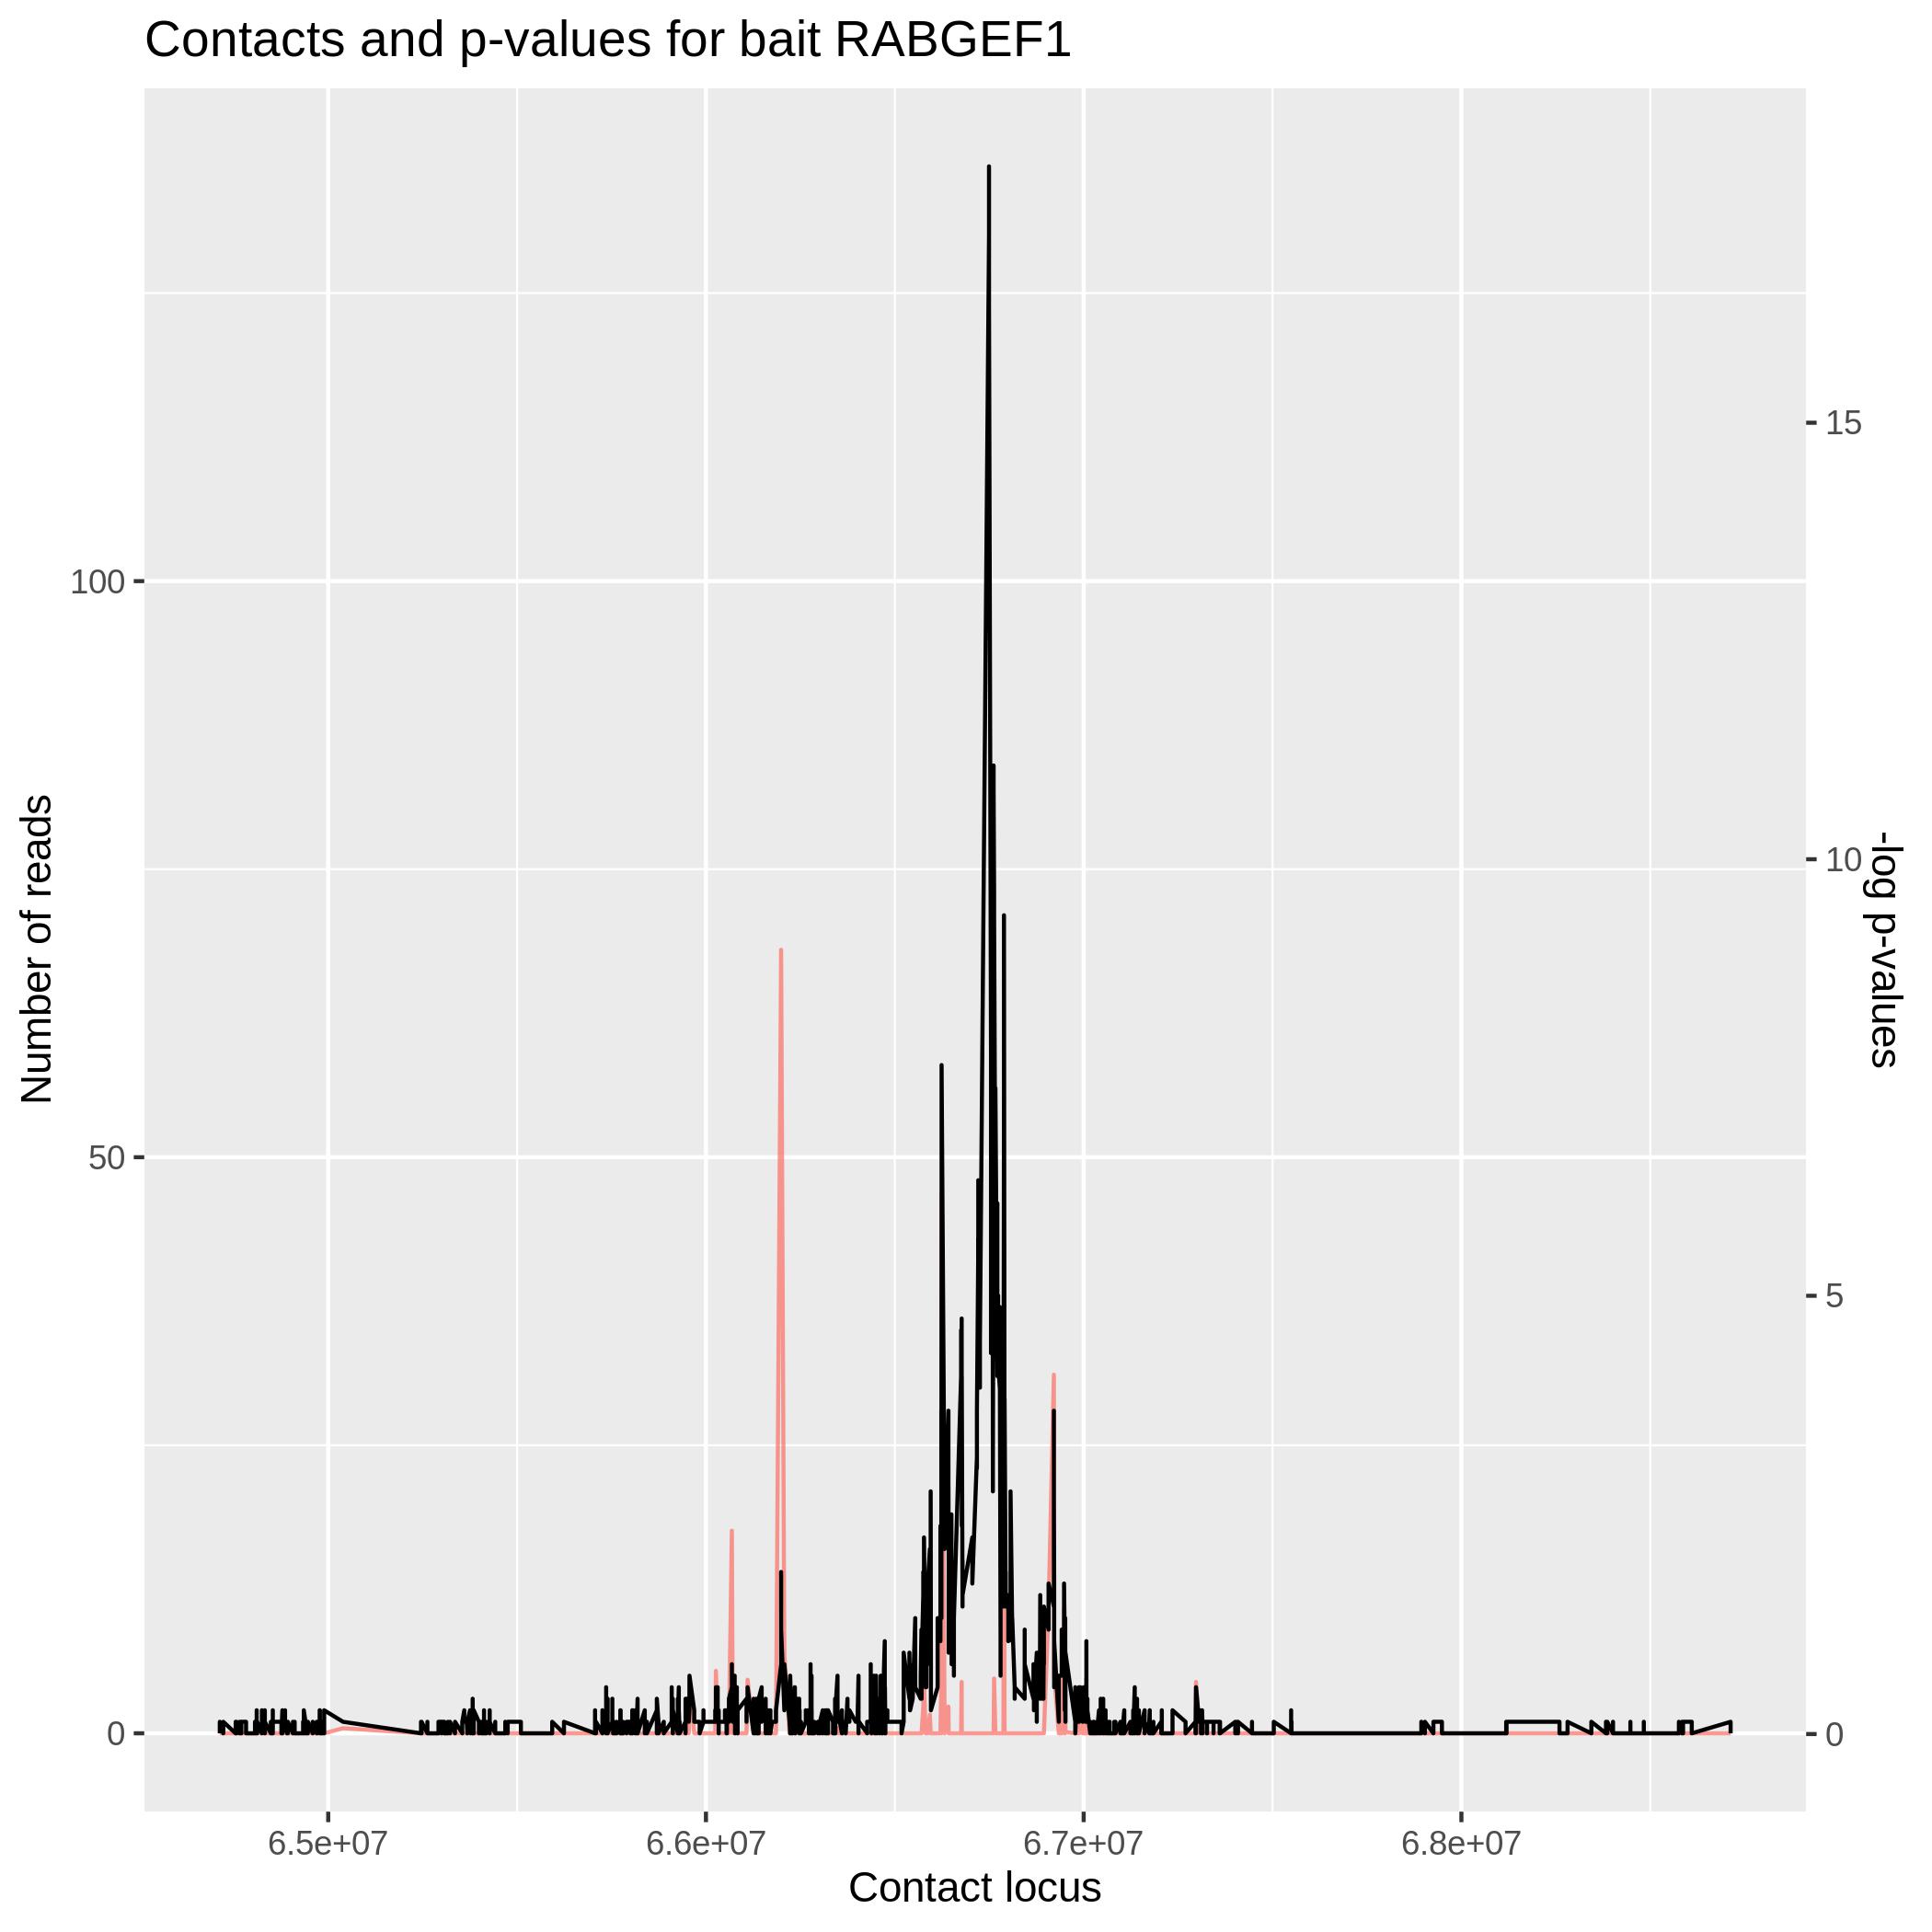 Contacts and p-values for bait RABGEF1
Number of reads
100
50
0
15
10
5
0
-log p-values
6.5e+07
6.6e+07
6.7e+07
6.8e+07
Contact locus